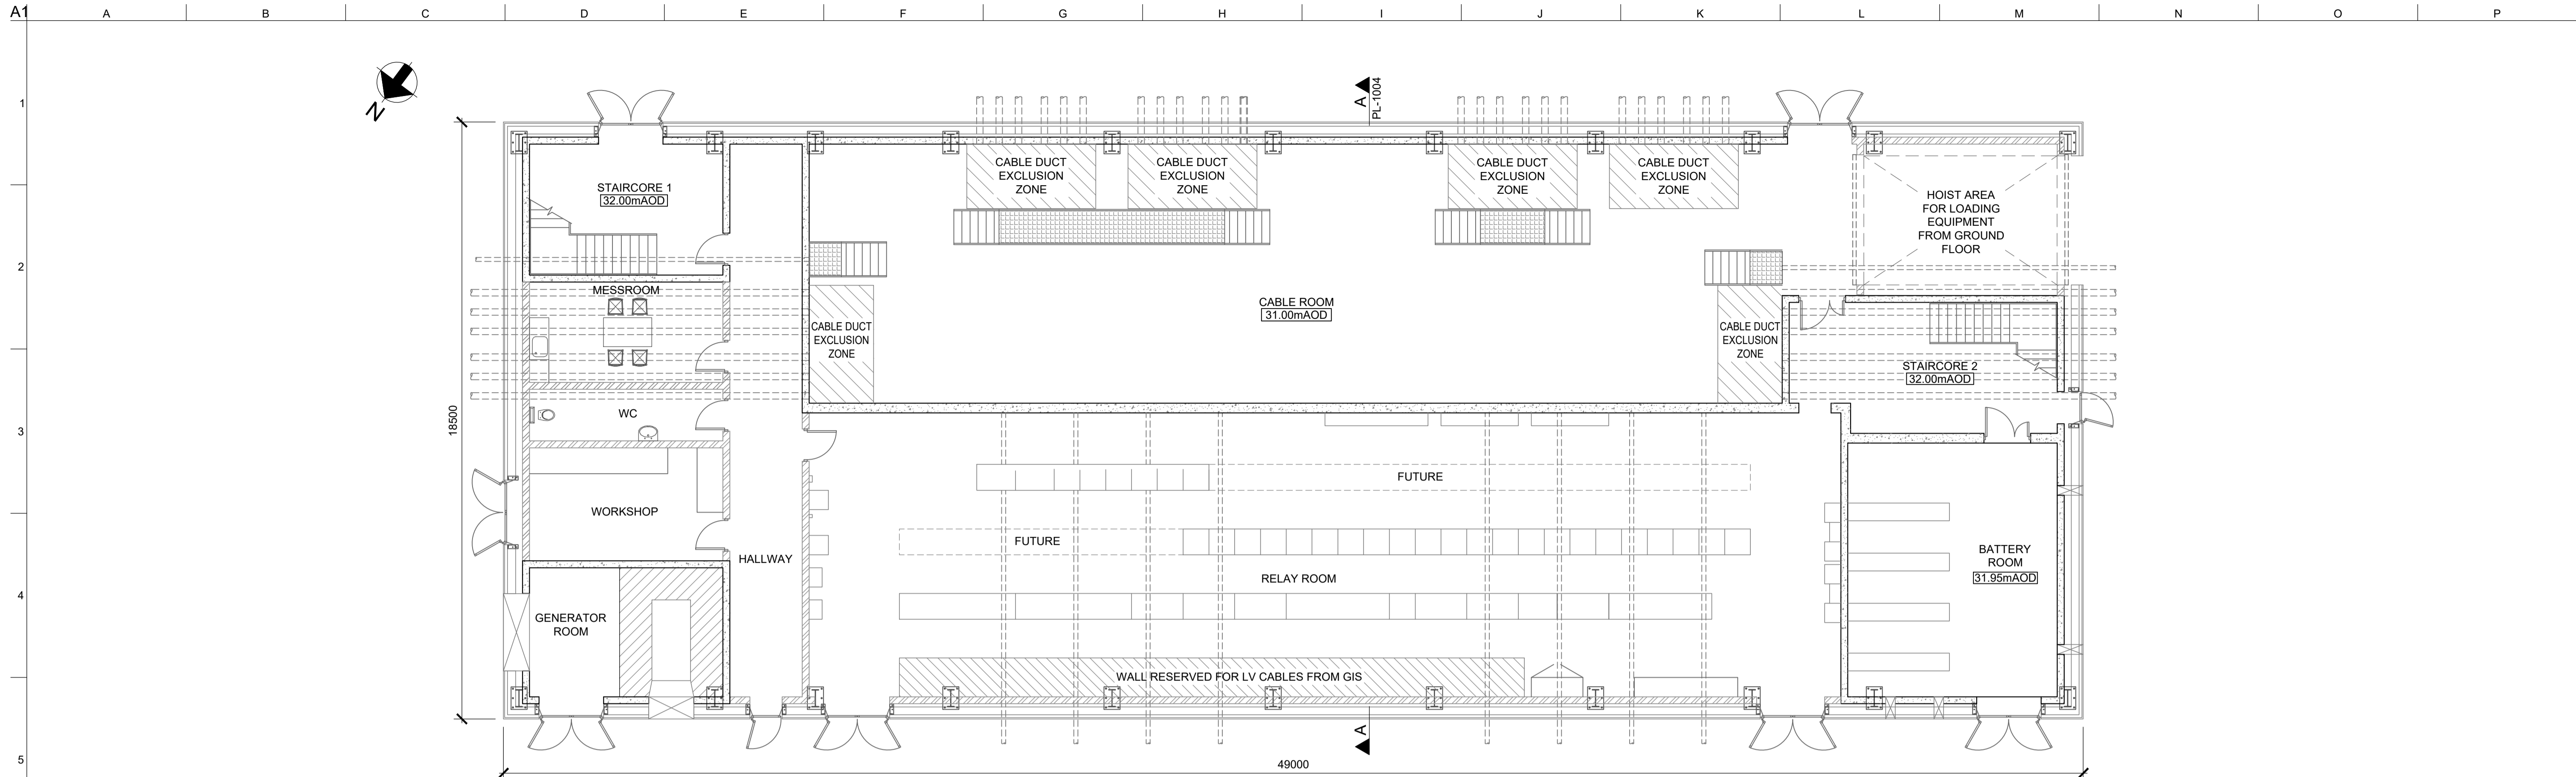 A1
A B C D E F G H I J K L M N O P
1
2
3
4
5
N
A
PL-1004
CABLE DUCT
EXCLUSION
ZONE
CABLE DUCT
EXCLUSION
ZONE
CABLE DUCT
EXCLUSION
ZONE
CABLE DUCT
EXCLUSION
ZONE
STAIRCORE 1
32.00mAOD
HOIST AREA
FOR LOADING
EQUIPMENT
FROM GROUND
FLOOR
MESSROOM
CABLE ROOM
31.00mAOD
CABLE DUCT
EXCLUSION
ZONE
CABLE DUCT
EXCLUSION
ZONE
STAIRCORE 2
32.00mAOD
WC
18500
FUTURE
WORKSHOP
FUTURE
HALLWAY
RELAY ROOM
BATTERY
ROOM
31.95mAOD
GENERATOR
ROOM
WALL RESERVED FOR LV CABLES FROM GIS
A
49000